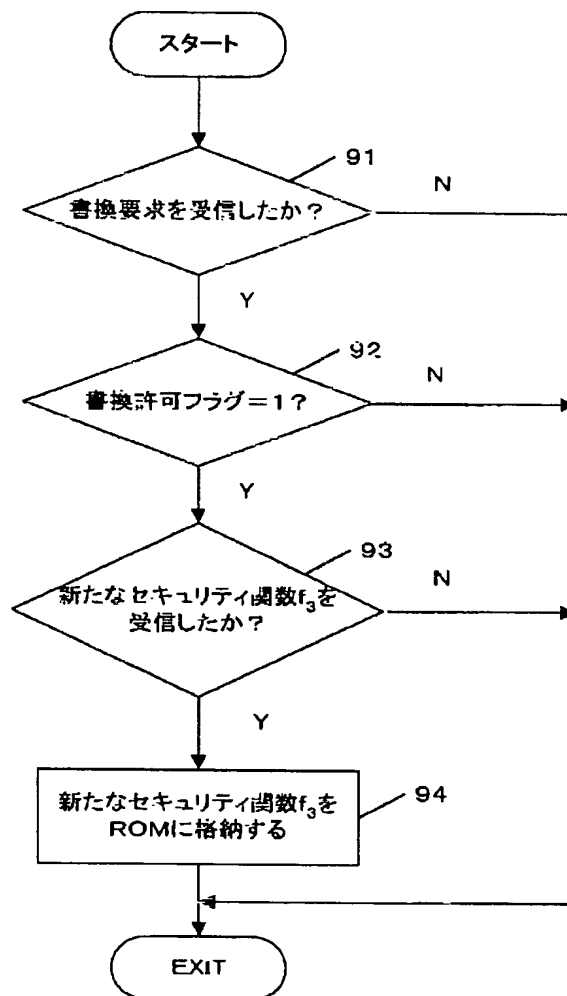 スタート
91
書換要求を受信したか?
N
Y
92
書換許可フラグ=1?
N
Y
93
新たなセキュリティ関数f₃を
受信したか?
N
Y
94
新たなセキュリティ関数f₃を
ROMに格納する
EXIT